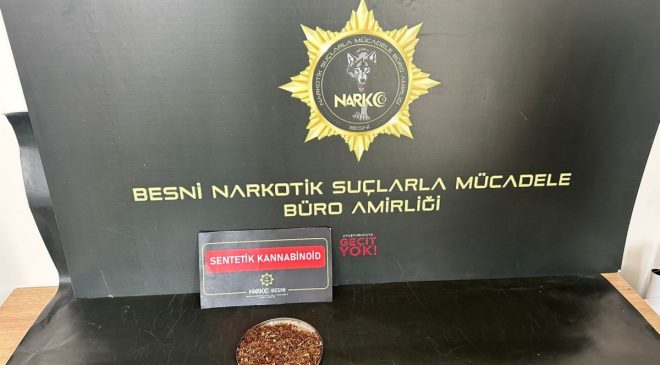 NARKOTİK SUÇLARLA MÜCADELE BÜRO AMİRLİĞİ
NARKO
BESNİ
BESNİ NARKOTİK SUÇLARLA MÜCADELE
BÜRO AMİRLİĞİ
UYUŞTURUCUYA
GEÇİT
YOK!
SENTETİK KANNABİNOİD
NARKO BESNİ